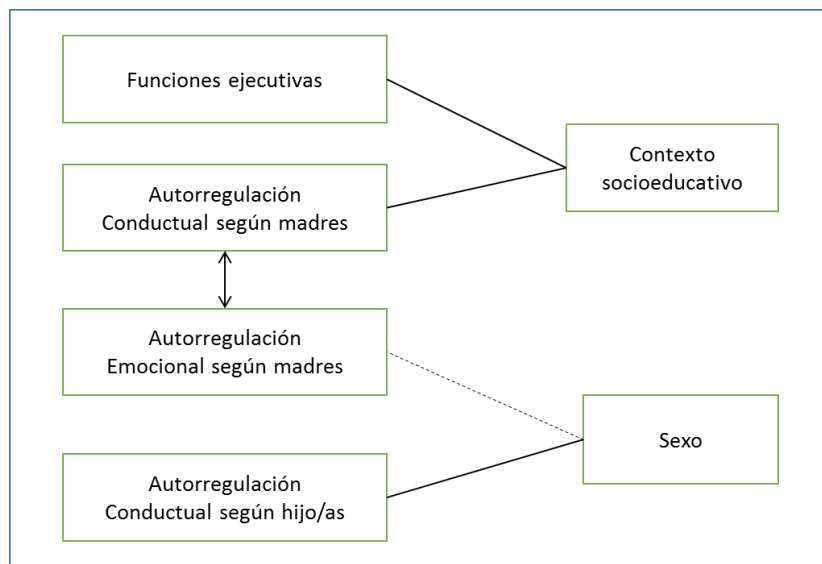 Funciones ejecutivas
Autorregulación
Conductual según madres
Contexto
socioeducativo
Autorregulación
Emocional según madres
Sexo
Autorregulación
Conductual según hijo/as